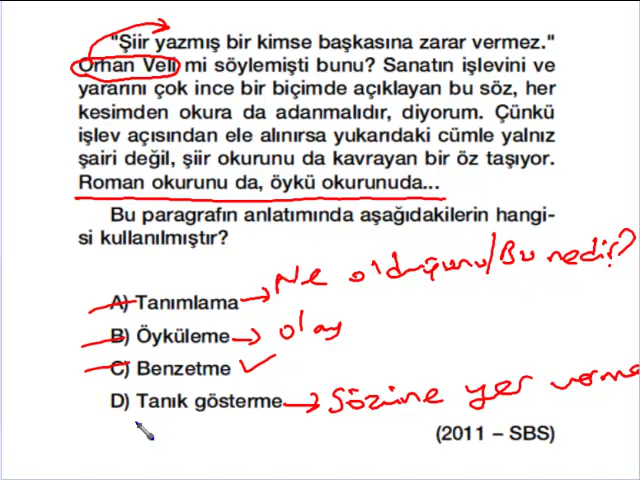 "Şiir yazmış bir kimse başkasına zarar vermez."
Orhan Veli mi söylemişti bunu? Sanatın işlevini ve
yararını çok ince bir biçimde açıklayan bu söz, her
kesimden okura da adanmalıdır, diyorum. Çünkü
işlev açısından ele alınırsa yukarıdaki cümle yalnız
şairi değil, şiir okurunu da kavrayan bir öz taşıyor.
Roman okurunu da, öykü okurunuda...
Bu paragrafın anlatımında aşağıdakilerin hangi-
si kullanılmıştır?
A) Tanımlama Ne olduğunu/Bu nedir?
B) Öyküleme olay
C) Benzetme
D) Tanık gösterme Sözüne yer verme
(2011 – SBS)